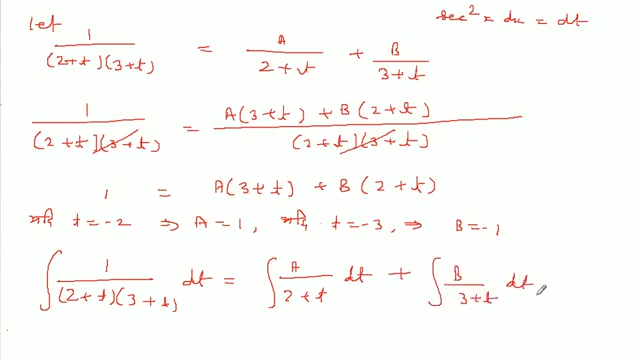 let
sec² x dx = dt
1/(2+t)(3+t) = A/2+t + B/3+t
1/(2+t)(3+t) = A(3+t) + B(2+t)/(2+t)(3+t)
1 = A(3+t) + B(2+t)
यदि t=-2 ⇒ A=1, यदि t=-3, ⇒ B=-1
∫ 1/(2+t)(3+t) dt = ∫ A/2+t dt + ∫ B/3+t dt